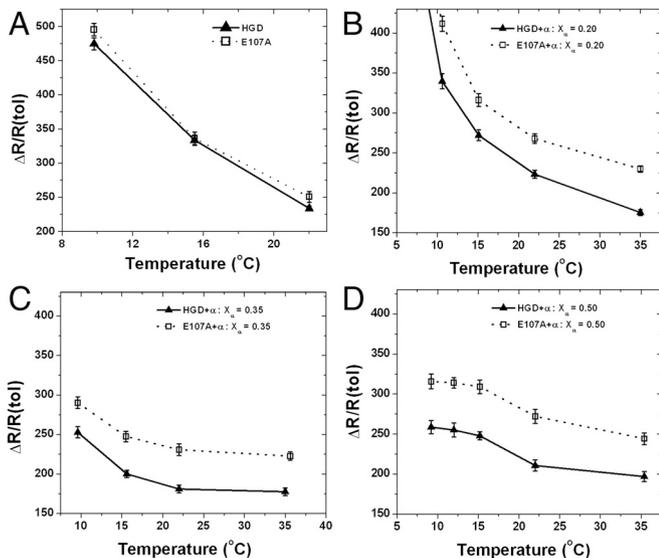 A
HGD
E107A
500
450
400
350
300
250
200
ΔR/R(tol)
8
12
16
20
Temperature (°C)
B
HGD+α: Xα = 0.20
E107A+α: Xα = 0.20
400
350
300
250
200
150
ΔR/R(tol)
5
10
15
20
25
30
35
Temperature (°C)
C
HGD+α: Xα = 0.35
E107A+α: Xα = 0.35
400
350
300
250
200
150
ΔR/R(tol)
10
15
20
25
30
35
40
Temperature (°C)
D
HGD+α: Xα = 0.50
E107A+α: Xα = 0.50
400
350
300
250
200
150
ΔR/R(tol)
5
10
15
20
25
30
35
Temperature (°C)